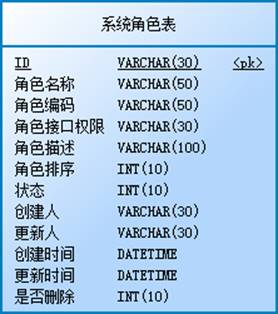 系统角色表
ID VARCHAR(30) <pk>
角色名称 VARCHAR(50)
角色编码 VARCHAR(50)
角色接口权限 VARCHAR(30)
角色描述 VARCHAR(100)
角色排序 INT(10)
状态 INT(10)
创建人 VARCHAR(30)
更新人 VARCHAR(30)
创建时间 DATETIME
更新时间 DATETIME
是否删除 INT(10)